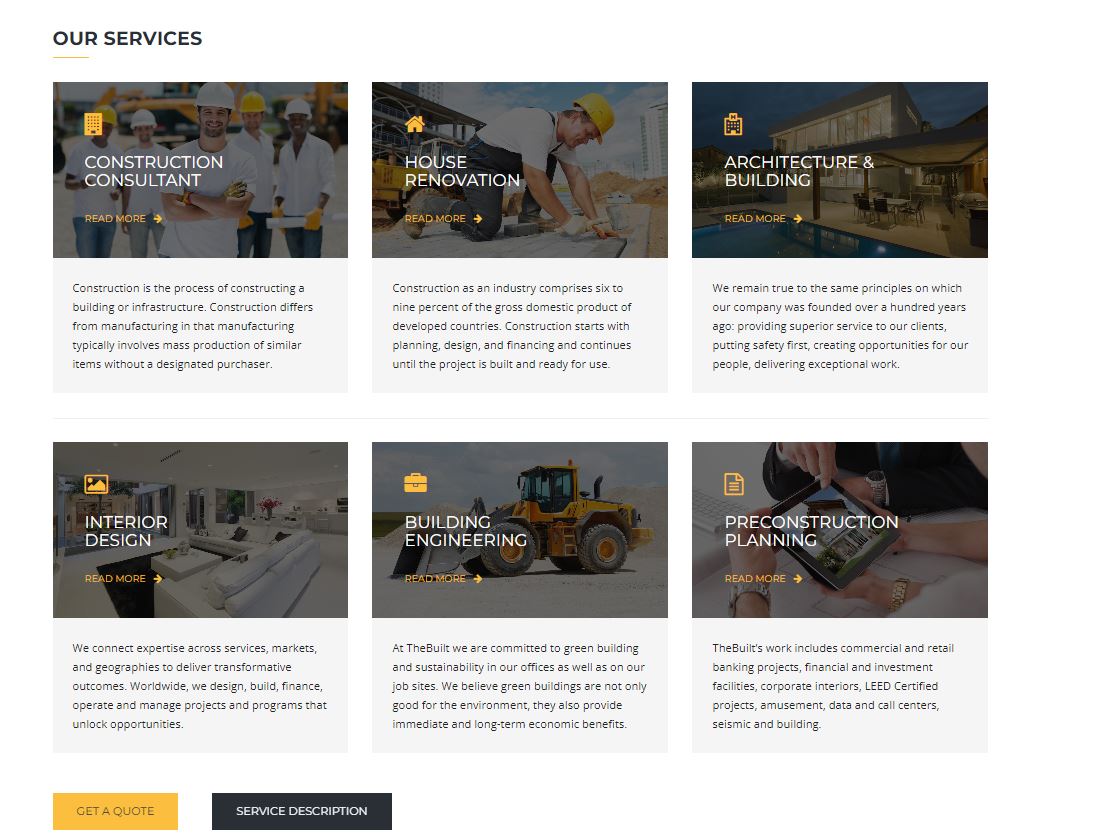 OUR SERVICES
CONSTRUCTION
CONSULTANT
READ MORE
Construction is the process of constructing a
building or infrastructure. Construction differs
from manufacturing in that manufacturing
typically involves mass production of similar
items without a designated purchaser.
HOUSE
RENOVATION
READ MORE
Construction as an industry comprises six to
nine percent of the gross domestic product of
developed countries. Construction starts with
planning, design, and financing and continues
until the project is built and ready for use.
ARCHITECTURE &
BUILDING
READ MORE
We remain true to the same principles on which
our company was founded over a hundred years
ago: providing superior service to our clients,
putting safety first, creating opportunities for our
people, delivering exceptional work.
INTERIOR
DESIGN
READ MORE
We connect expertise across services, markets,
and geographies to deliver transformative
outcomes. Worldwide, we design, build, finance,
operate and manage projects and programs that
unlock opportunities.
BUILDING
ENGINEERING
READ MORE
At TheBuilt we are committed to green building
and sustainability in our offices as well as on our
job sites. We believe green buildings are not only
good for the environment, they also provide
immediate and long-term economic benefits.
PRECONSTRUCTION
PLANNING
READ MORE
TheBuilt's work includes commercial and retail
banking projects, financial and investment
facilities, corporate interiors, LEED Certified
projects, amusement, data and call centers,
seismic and building.
GET A QUOTE
SERVICE DESCRIPTION